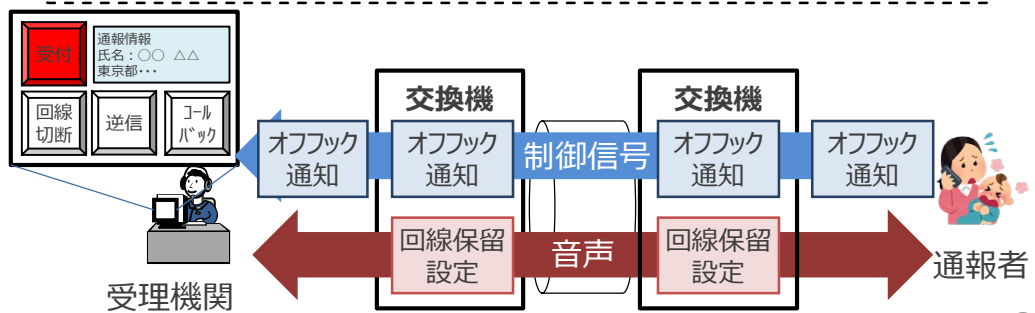 受付
通報情報
氏名：○○ △△
東京都･･･
回線
切断
逆信
ｺｰﾙ
ﾊﾞｯｸ
交換機
交換機
オフフック
通知
オフフック
通知
制御信号
オフフック
通知
オフフック
通知
回線保留
設定
音声
回線保留
設定
受理機関
通報者